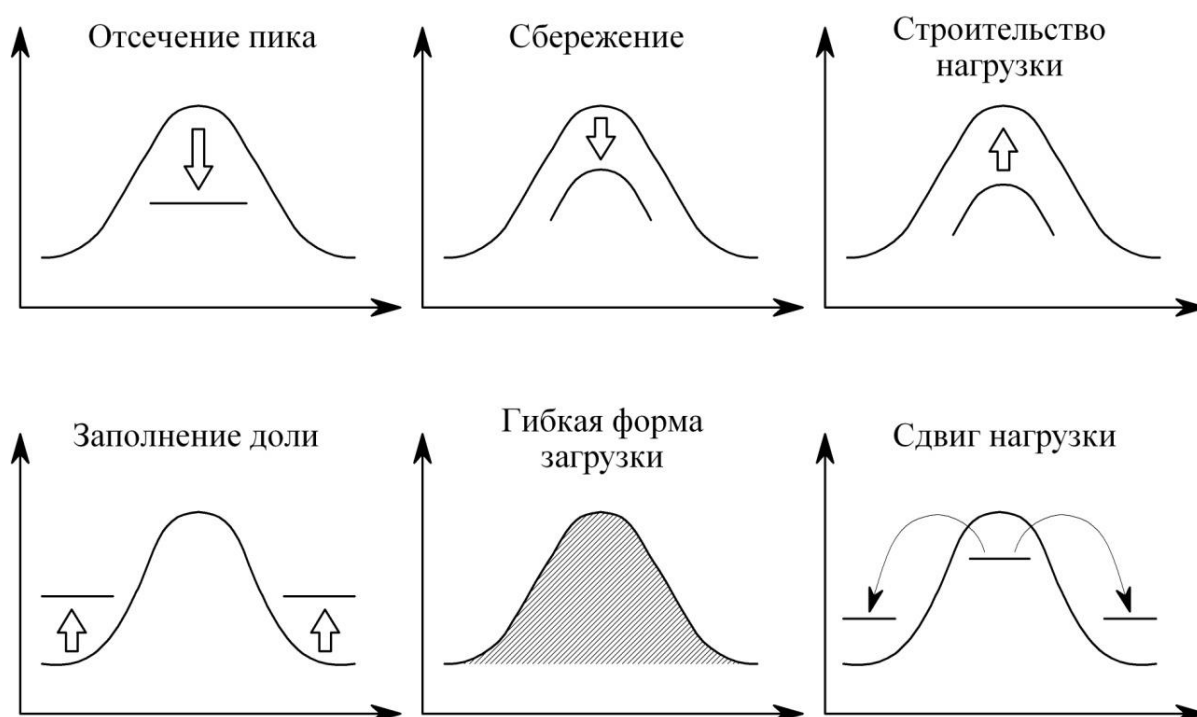 Отсечение пика
Сбережение
Строительство
нагрузки
Заполнение доли
Гибкая форма
загрузки
Сдвиг нагрузки